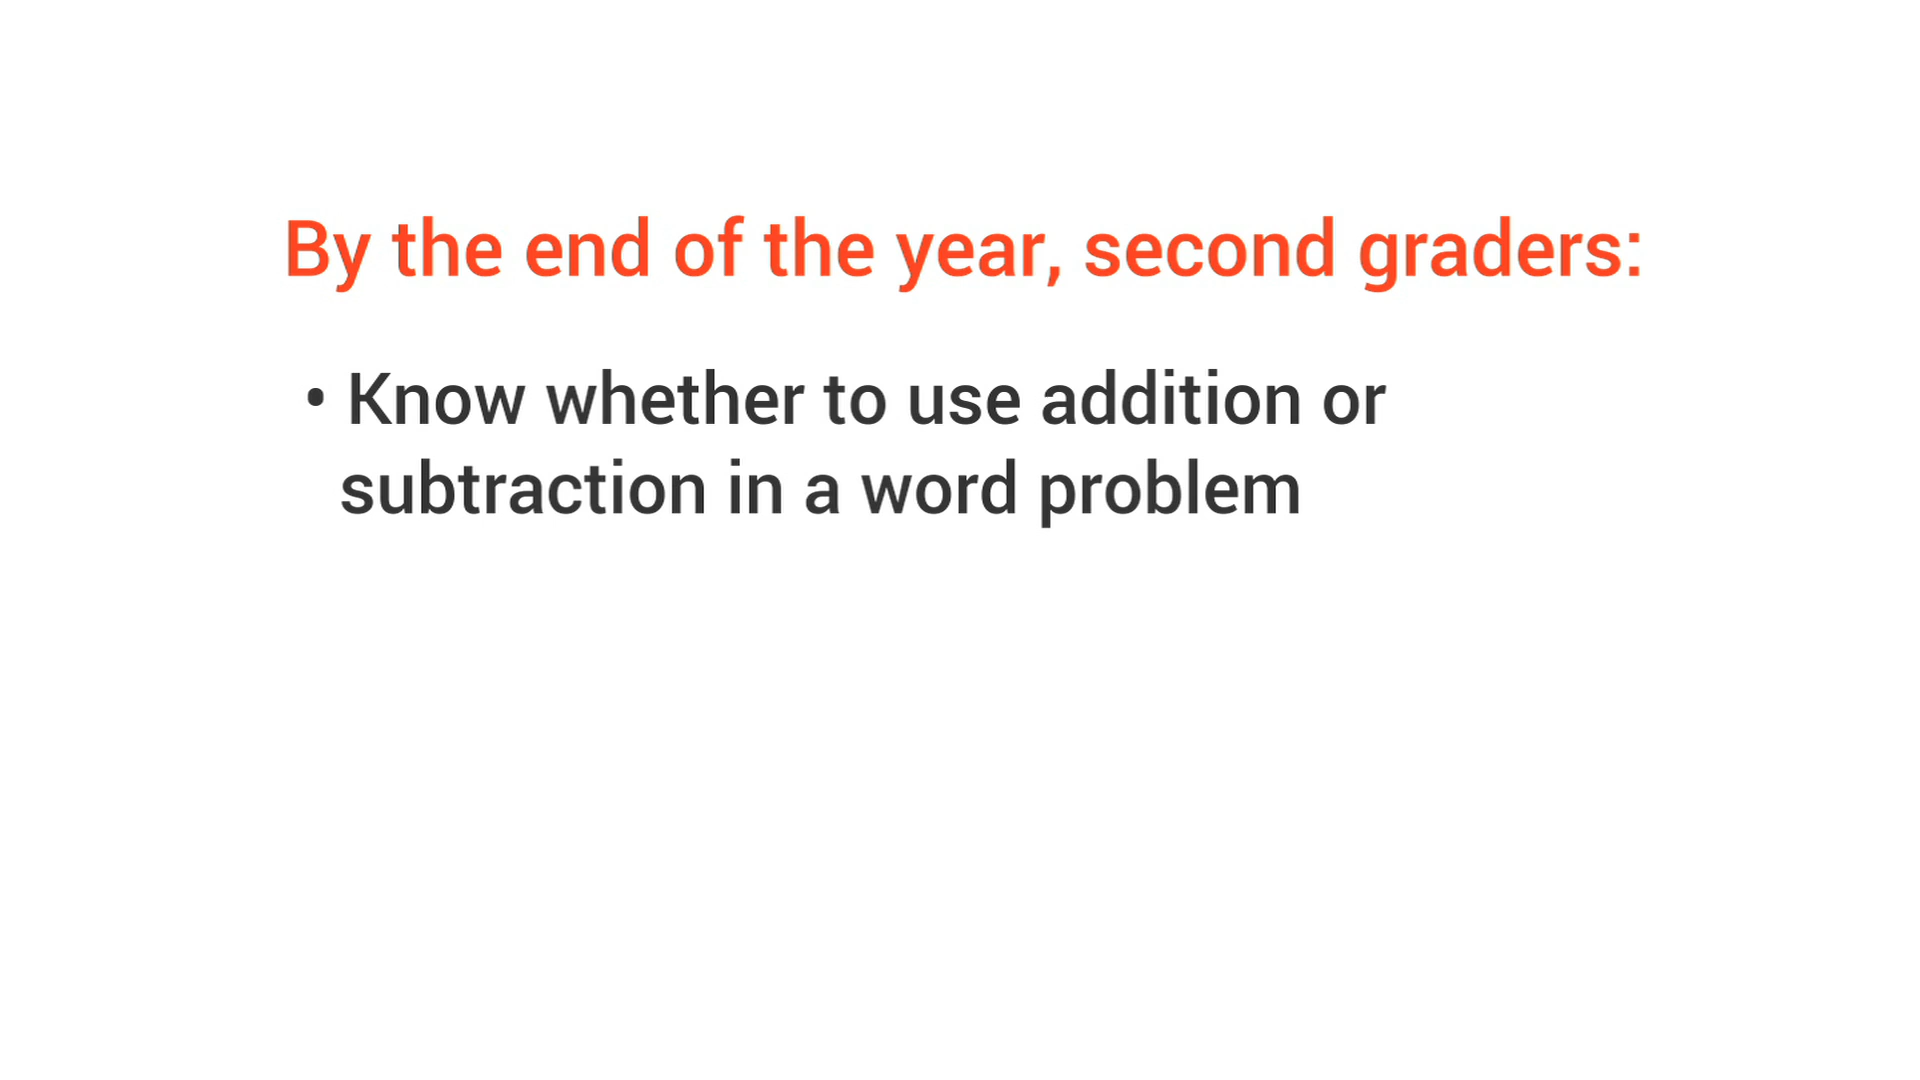 By the end of the year, second graders:
• Know whether to use addition or
subtraction in a word problem